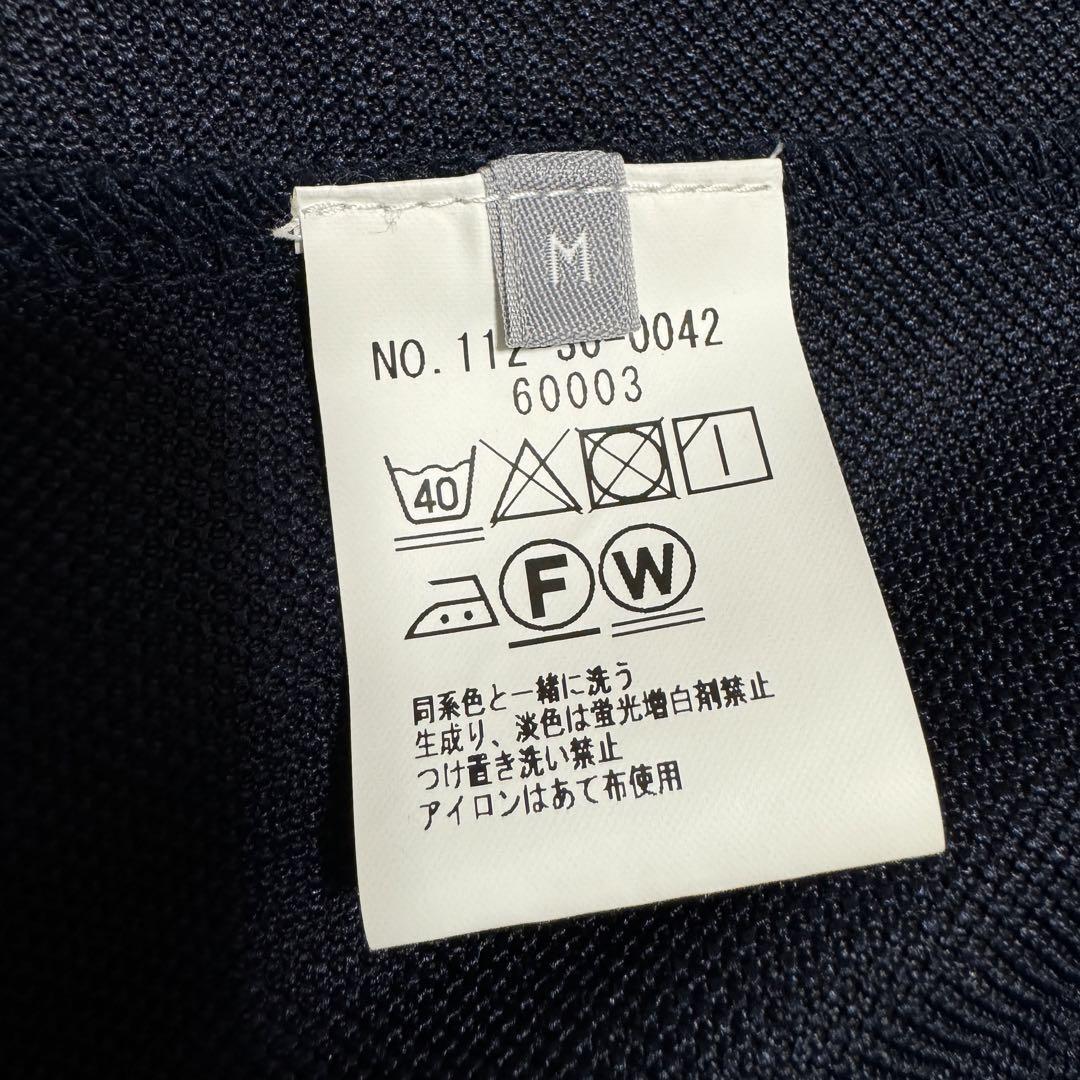 M
NO. 112-30-0042
60003
40
F W
同系色と一緒に洗う
生成り、淡色は蛍光増白剤禁止
つけ置き洗い禁止
アイロンはあて布使用